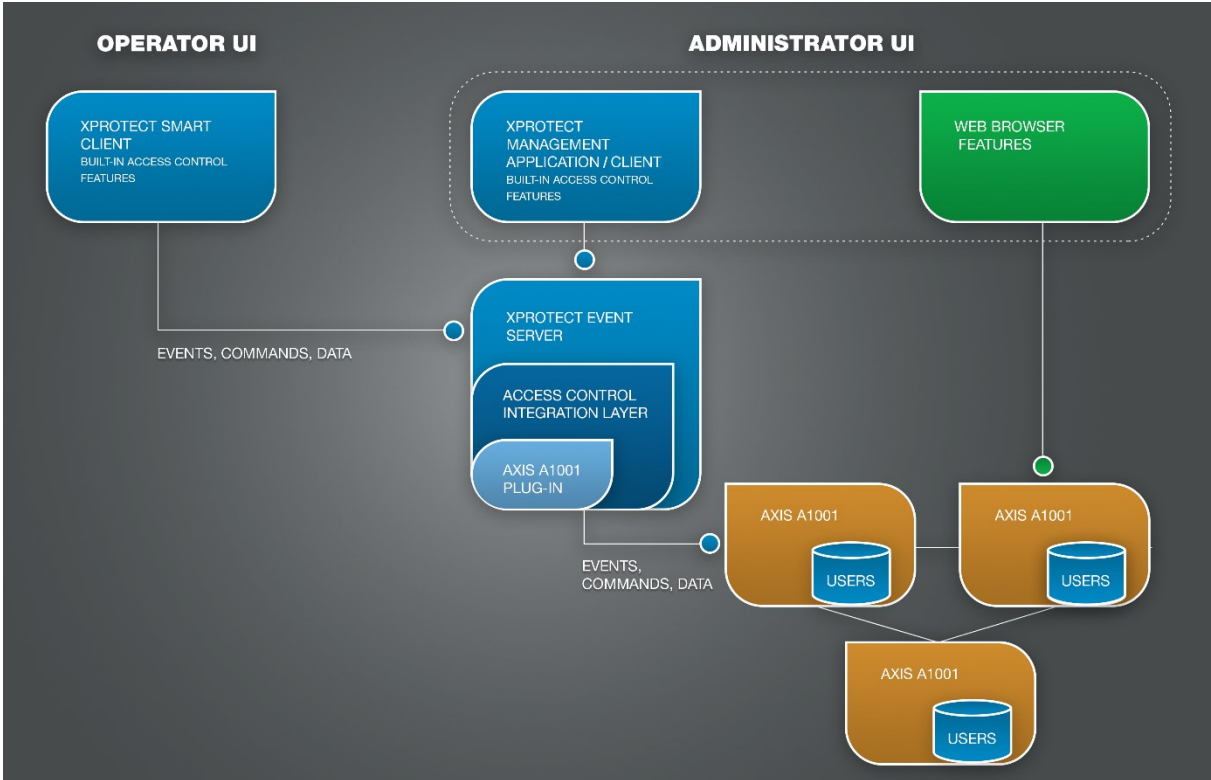 OPERATOR UI
ADMINISTRATOR UI
XPROTECT SMART
CLIENT
BUILT-IN ACCESS CONTROL
FEATURES
XPROTECT
MANAGEMENT
APPLICATION / CLIENT
BUILT-IN ACCESS CONTROL
FEATURES
WEB BROWSER
FEATURES
EVENTS, COMMANDS, DATA
XPROTECT EVENT
SERVER
ACCESS CONTROL
INTEGRATION LAYER
AXIS A1001
PLUG-IN
EVENTS,
COMMANDS, DATA
AXIS A1001
USERS
AXIS A1001
USERS
AXIS A1001
USERS